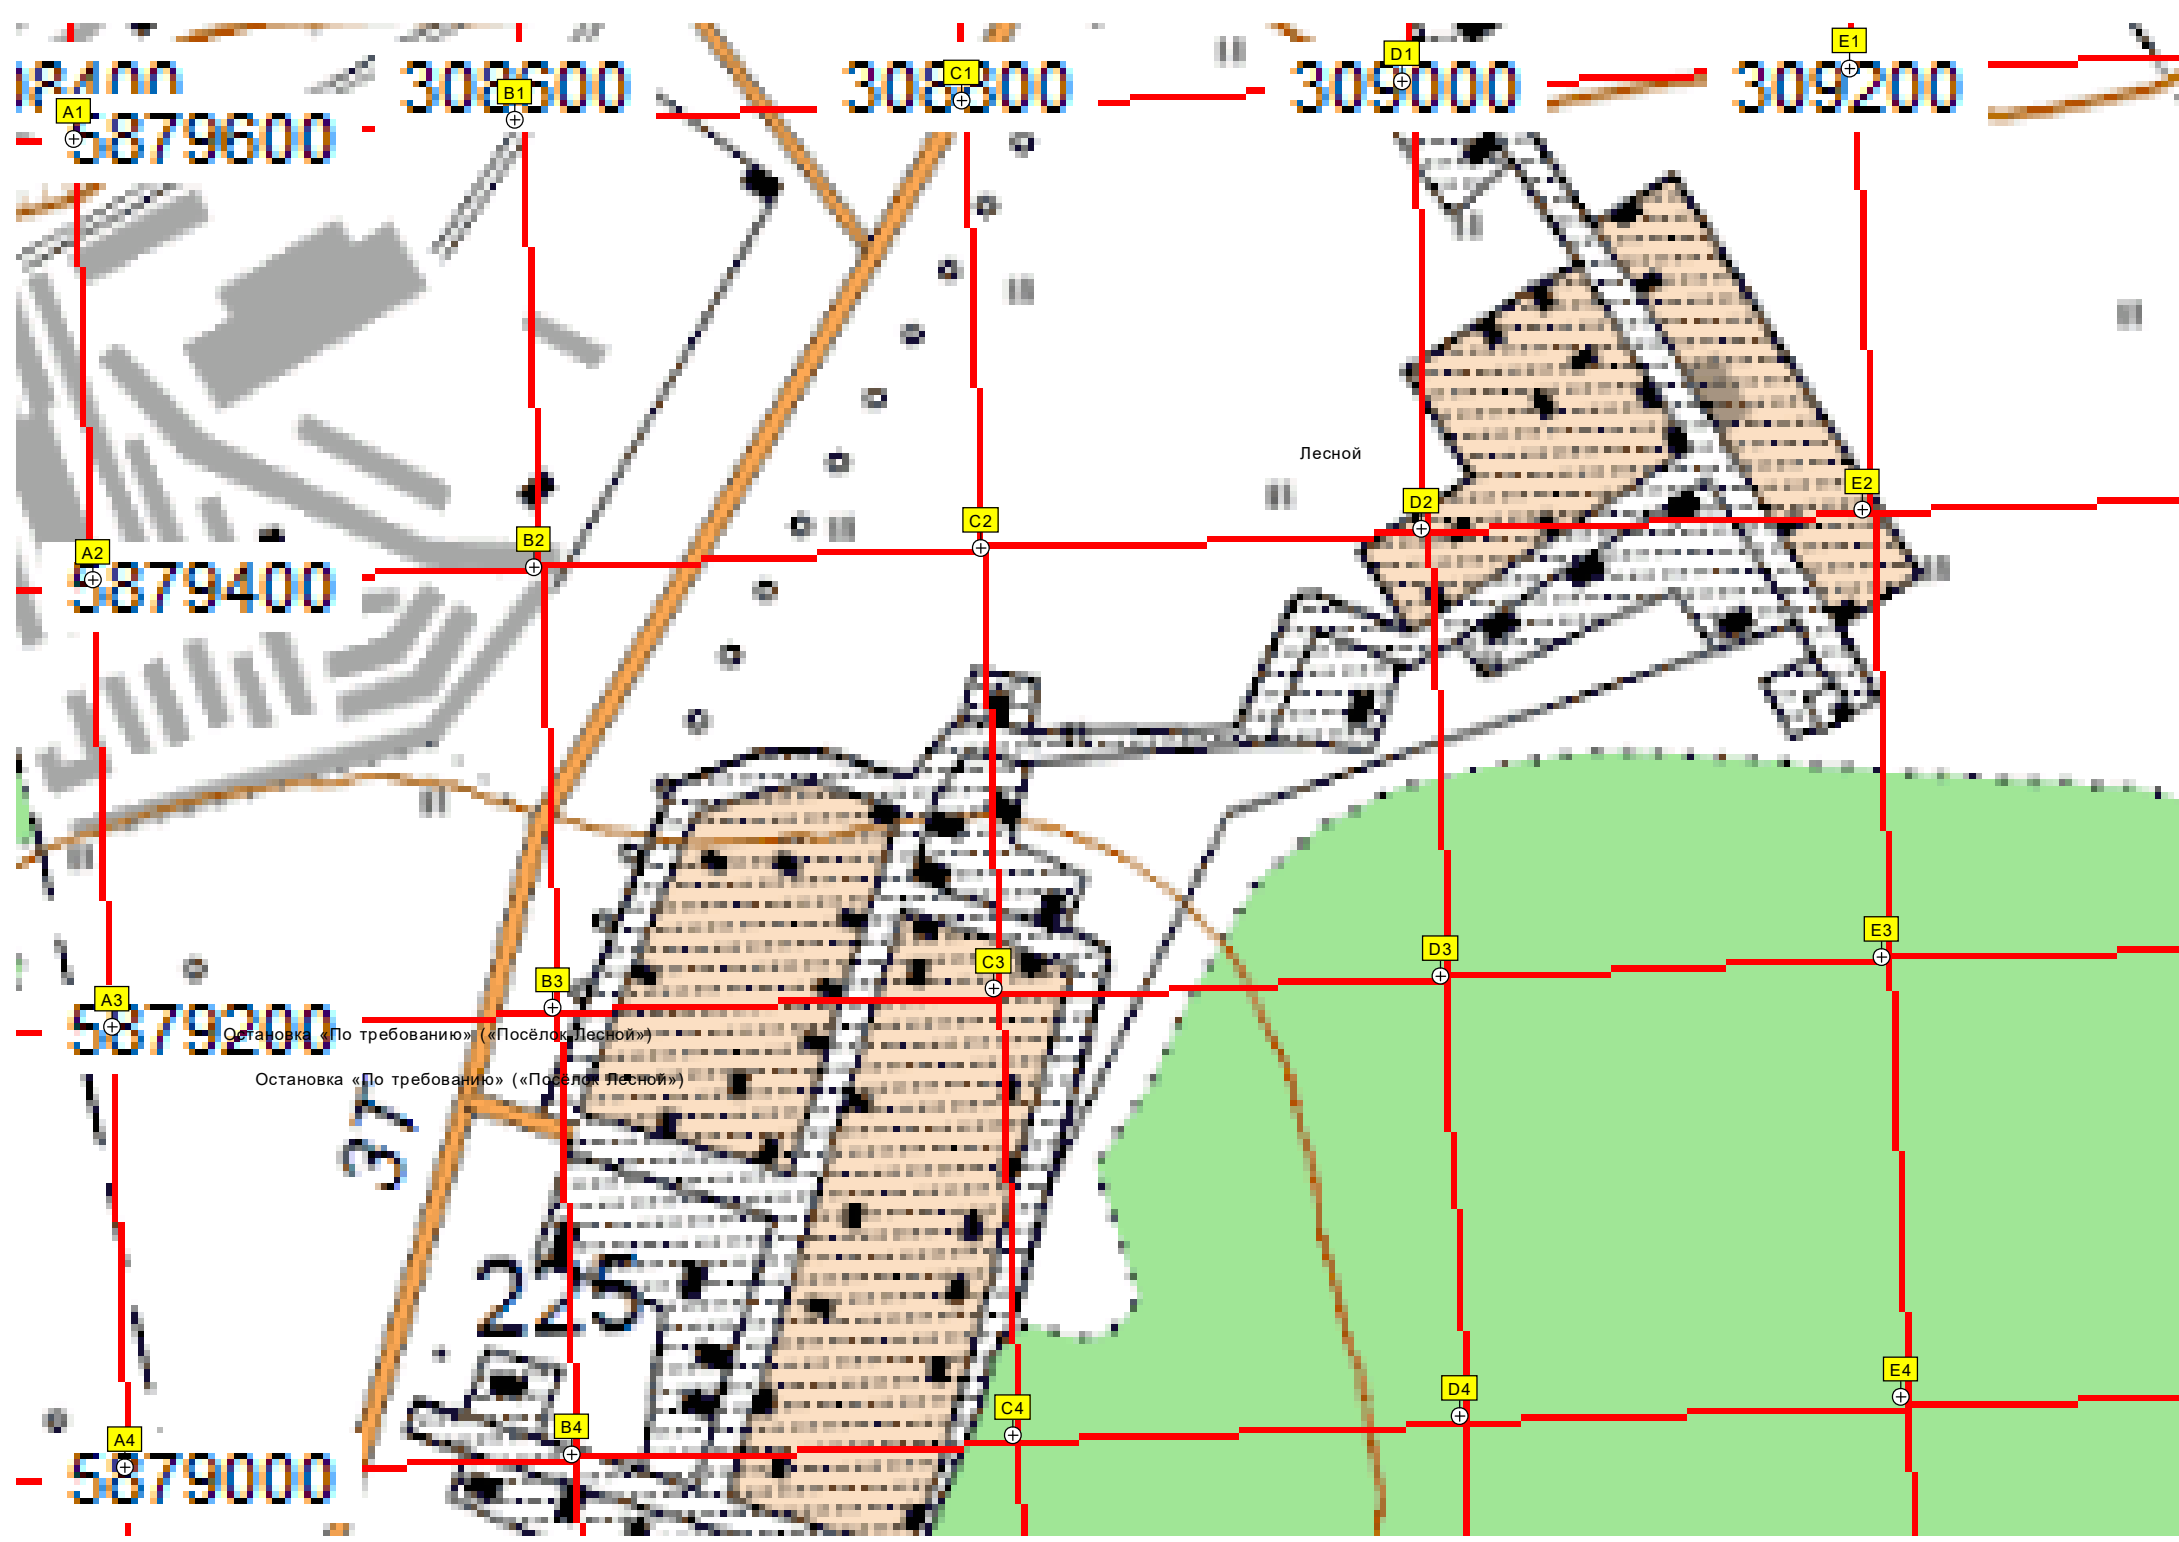 E1
D1
C1
B1
A1
08400
308600
308800
309000
309200
5879600
Лесной
E2
D2
C2
B2
A2
5879400
E3
D3
C3
B3
A3
5879200
Остановка «По требованию» («Посёлок Лесной»)
Остановка «По требованию» («Посёлок Лесной»)
3Т
225
E4
D4
C4
B4
A4
5879000